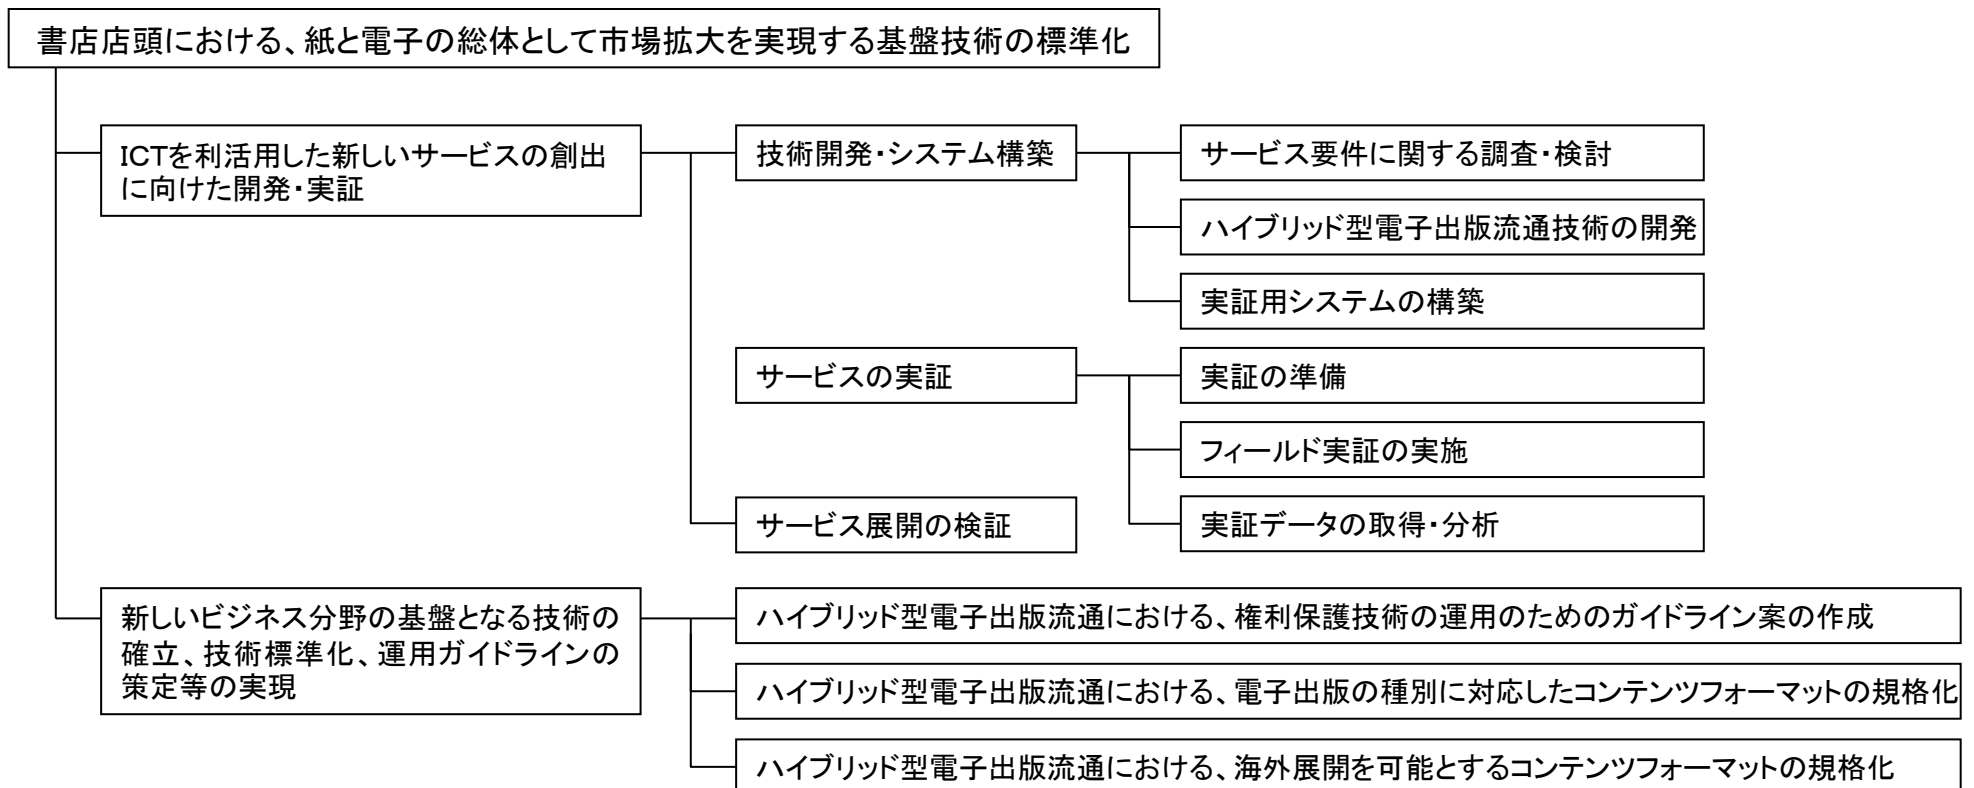 書店店頭における、紙と電子の総体として市場拡大を実現する基盤技術の標準化
ICTを利活用した新しいサービスの創出
に向けた開発・実証
技術開発・システム構築
サービス要件に関する調査・検討
ハイブリッド型電子出版流通技術の開発
実証用システムの構築
サービスの実証
実証の準備
フィールド実証の実施
サービス展開の検証
実証データの取得・分析
新しいビジネス分野の基盤となる技術の
確立、技術標準化、運用ガイドラインの
策定等の実現
ハイブリッド型電子出版流通における、権利保護技術の運用のためのガイドライン案の作成
ハイブリッド型電子出版流通における、電子出版の種別に対応したコンテンツフォーマットの規格化
ハイブリッド型電子出版流通における、海外展開を可能とするコンテンツフォーマットの規格化